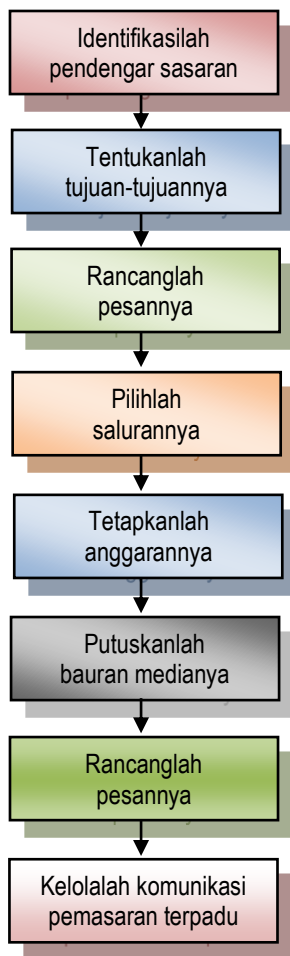 Identifikasilah
pendengar sasaran
Tentukanlah
tujuan-tujuannya
Rancanglah
pesannya
Pilihlah
salurannya
Tetapkanlah
anggarannya
Putuskanlah
bauran medianya
Rancanglah
pesannya
Kelolalah komunikasi
pemasaran terpadu